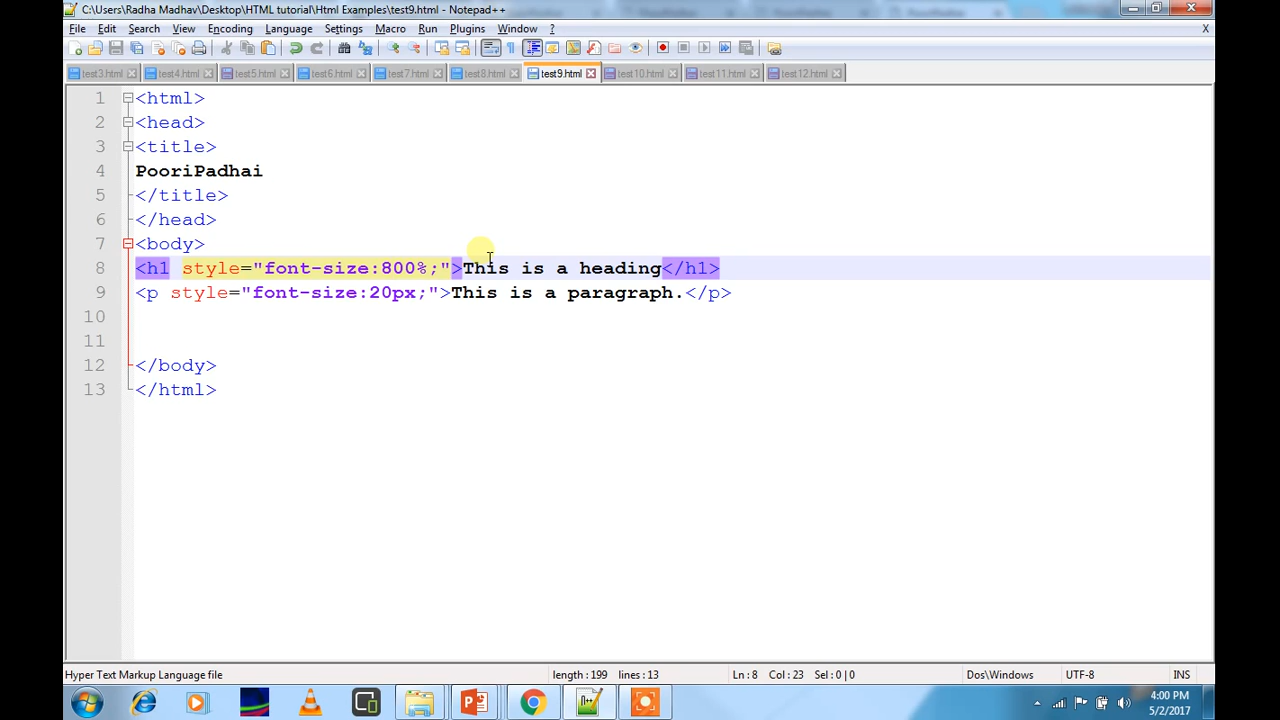 C:\Users\Radha Madhav\Desktop\HTML tutorial\Html Examples\test9.html - Notepad++
File Edit Search View Encoding Language Settings Macro Run Plugins Window ? X
test3.html test4.html test5.html test6.html test7.html test8.html test9.html test10.html test11.html test12.html
1 <html>
2 <head>
3 <title>
4 PooriPadhai
5 </title>
6 </head>
7 <body>
8 <h1 style="font-size:800%;">This is a heading</h1>
9 <p style="font-size:20px;">This is a paragraph.</p>
10
11
12 </body>
13 </html>
Hyper Text Markup Language file length : 199 lines : 13 Ln : 8 Col : 23 Sel : 0 | 0 Dos\Windows UTF-8 INS
4:00 PM
5/2/2017